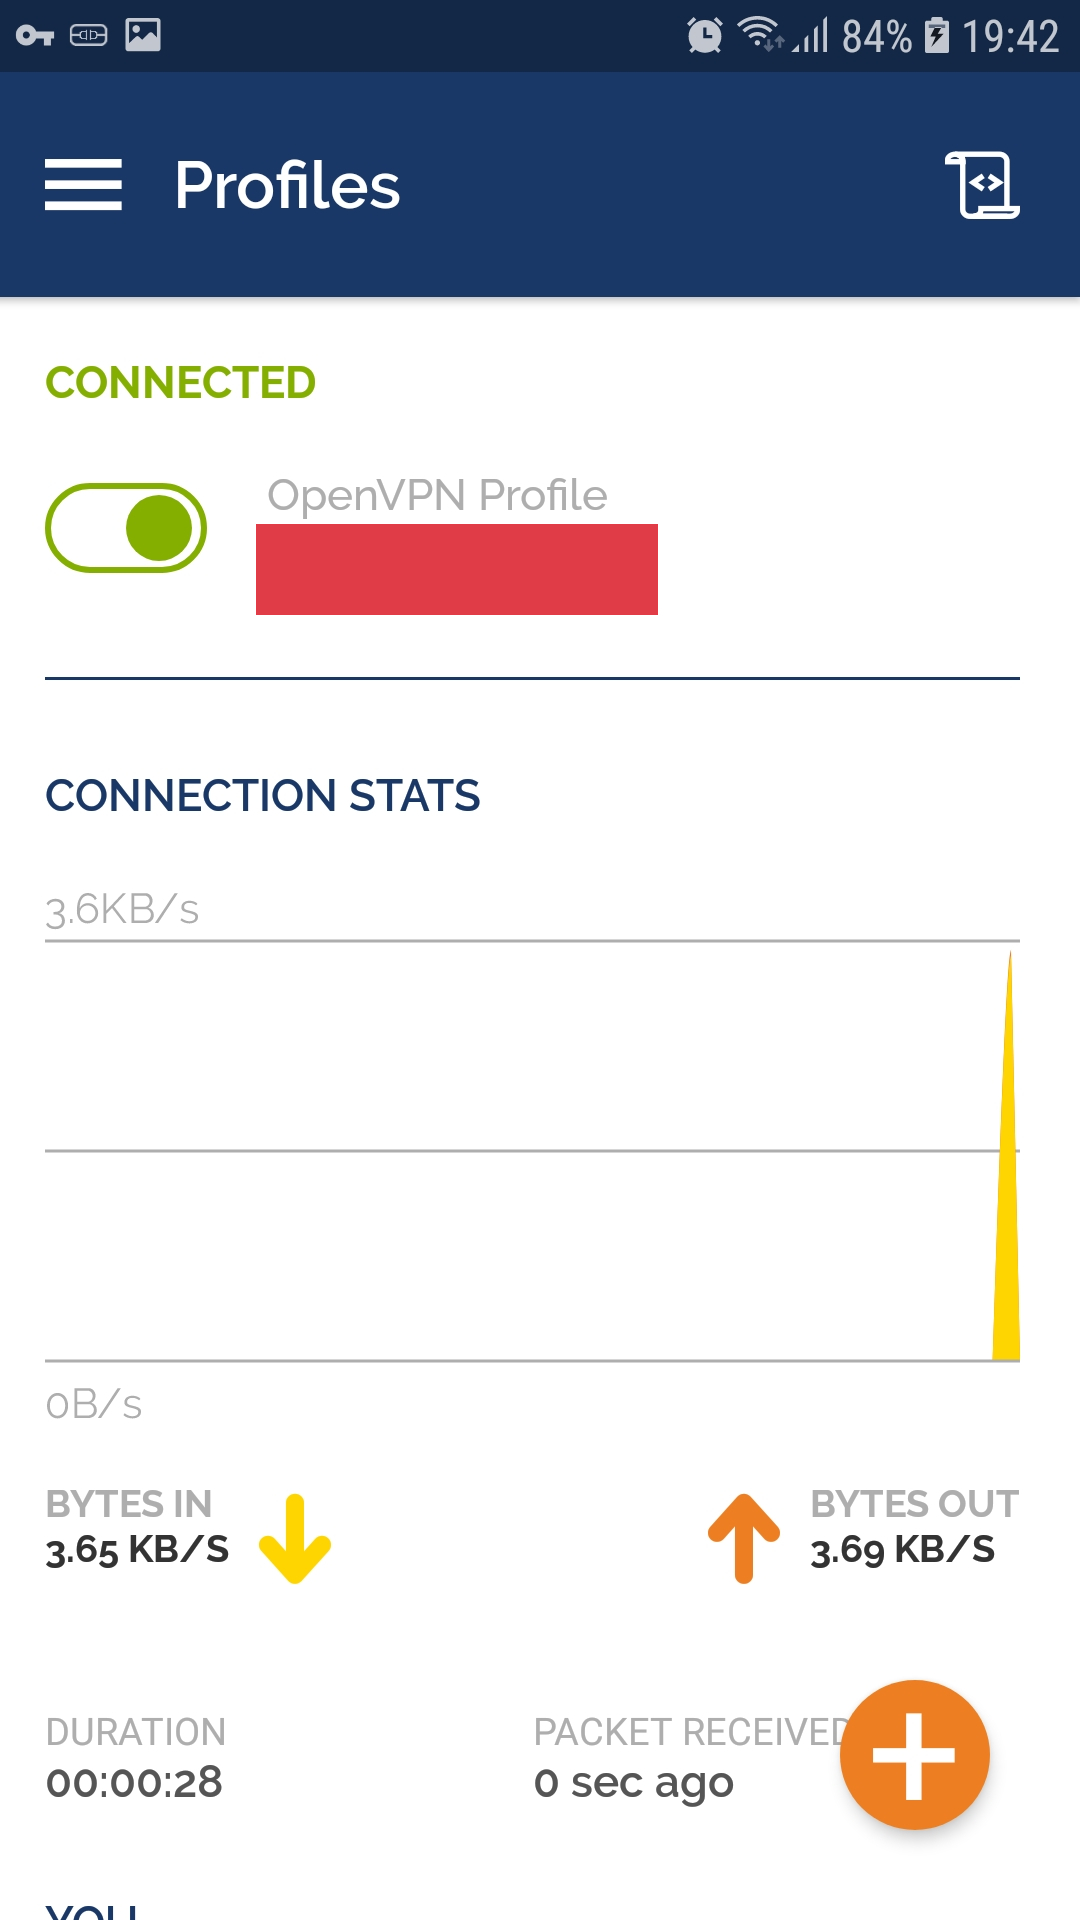 84% 19:42
Profiles
CONNECTED
OpenVPN Profile
CONNECTION STATS
3.6KB/s
0B/s
BYTES IN BYTES OUT
3.65 KB/S 3.69 KB/S
DURATION PACKET RECEIVED
00:00:28 0 sec ago
YOU